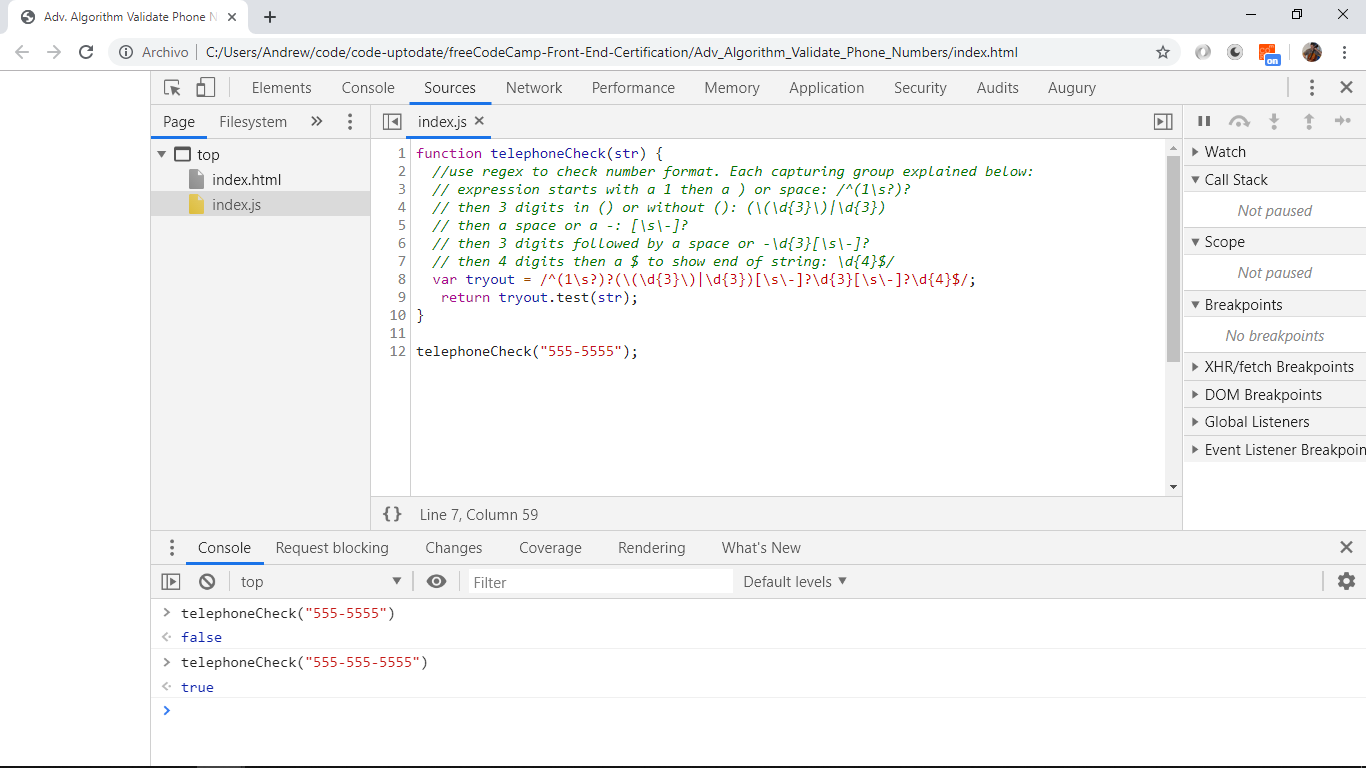 Adv. Algorithm Validate Phone N
Archivo
C:/Users/Andrew/code/code-uptodate/freeCodeCamp-Front-End-Certification/Adv_Algorithm_Validate_Phone_Numbers/index.html
on
Elements Console Sources Network Performance Memory Application Security Audits Augury
Page Filesystem
top
index.html
index.js
index.js
1 function telephoneCheck(str) {
2 //use regex to check number format. Each capturing group explained below:
3 // expression starts with a 1 then a ) or space: /^(1\s?)?
4 // then 3 digits in () or without (): (\(\d{3}\)|\d{3})
5 // then a space or a -: [\s\-]?
6 // then 3 digits followed by a space or -\d{3}[\s\-]?
7 // then 4 digits then a $ to show end of string: \d{4}$/
8 var tryout = /^(1\s?)?(\(\d{3}\)|\d{3})[\s\-]?\d{3}[\s\-]?\d{4}$/;
9 return tryout.test(str);
10 }
11
12 telephoneCheck("555-5555");
{} Line 7, Column 59
Watch
Call Stack
Not paused
Scope
Not paused
Breakpoints
No breakpoints
XHR/fetch Breakpoints
DOM Breakpoints
Global Listeners
Event Listener Breakpoin
Console Request blocking Changes Coverage Rendering What's New
top Filter Default levels
> telephoneCheck("555-5555")
false
> telephoneCheck("555-555-5555")
true
>